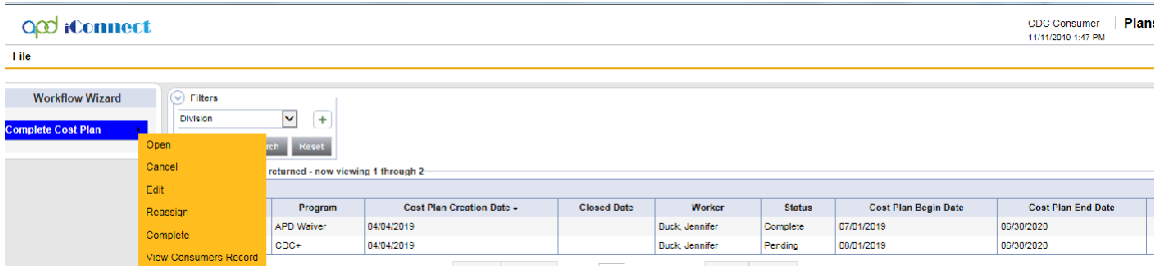 apd iConnect
CDC Consumer
Plans
11/11/2019 1:47 PM
File
Workflow Wizard
Filters
Division
Complete Cost Plan
Open
Reset
Cancel
returned - now viewing 1 through 2
Edit
Reassign
Program Cost Plan Creation Date Closed Date Worker Status Cost Plan Begin Date Cost Plan End Date
APD Waiver 04/04/2019 Buck, Jennifer Complete 07/01/2019 06/30/2020
Complete
CDC+ 04/04/2019 Buck, Jennifer Pending 08/01/2019 06/30/2020
View Consumers Record